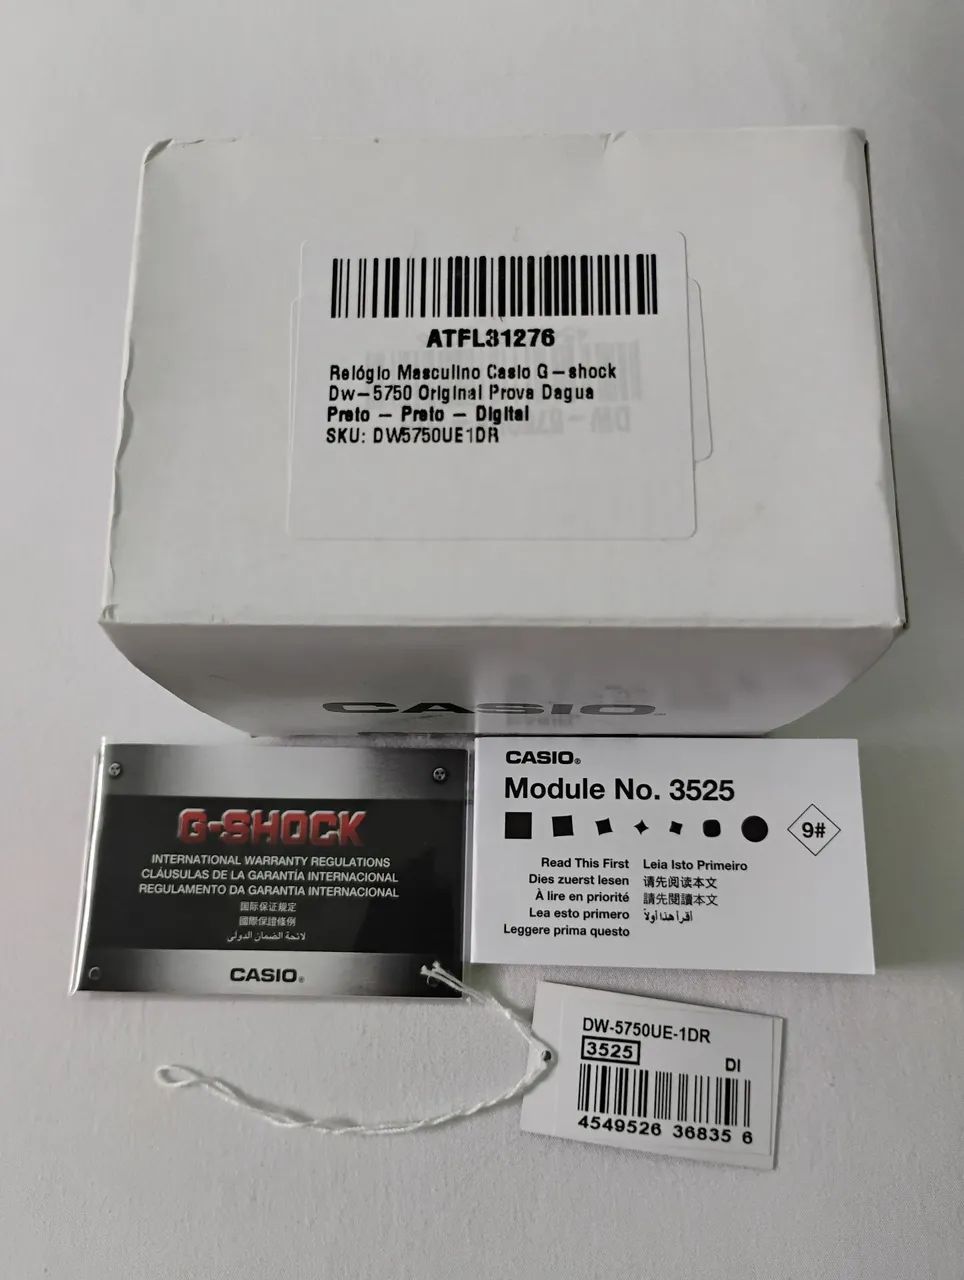 ATFL31276
Relógio Masculino Casio G-shock
Dw-5750 Original Prova Dagua
Preto - Preto - Digital
SKU: DW5750UE1DR
CASIO
G-SHOCK
INTERNATIONAL WARRANTY REGULATIONS
CLÁUSULAS DE LA GARANTÍA INTERNACIONAL
REGULAMENTO DA GARANTIA INTERNACIONAL
国际保证规定
國際保證條例
لائحة الضمان الدولى
CASIO®
CASIO®
Module No. 3525
9#
Read This First Leia Isto Primeiro
Dies zuerst lesen 请先阅读本文
À lire en priorité 請先閱讀本文
Lea esto primero اقرأ هذا أولاً
Leggere prima questo
DW-5750UE-1DR
3525
DI
4549526 36835 6